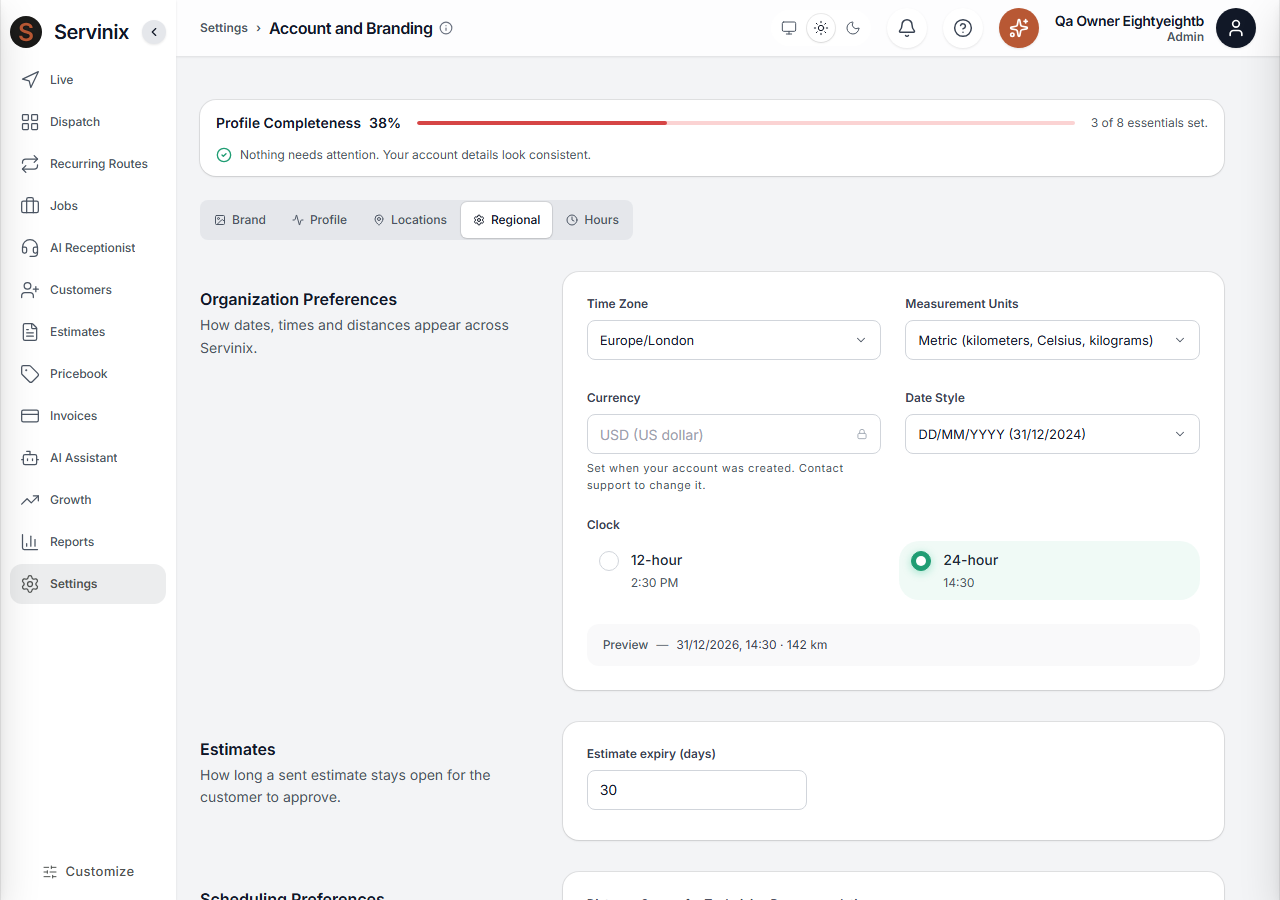 S Servinix
Settings › Account and Branding
Qa Owner Eightyeightb
Admin
Live
Dispatch
Recurring Routes
Jobs
AI Receptionist
Customers
Estimates
Pricebook
Invoices
AI Assistant
Growth
Reports
Settings
Customize
Profile Completeness 38%
3 of 8 essentials set.
Nothing needs attention. Your account details look consistent.
Brand Profile Locations Regional Hours
Organization Preferences
How dates, times and distances appear across
Servinix.
Time Zone
Europe/London
Measurement Units
Metric (kilometers, Celsius, kilograms)
Currency
USD (US dollar)
Set when your account was created. Contact
support to change it.
Date Style
DD/MM/YYYY (31/12/2024)
Clock
12-hour
2:30 PM
24-hour
14:30
Preview — 31/12/2026, 14:30 · 142 km
Estimates
How long a sent estimate stays open for the
customer to approve.
Estimate expiry (days)
30
Scheduling Preferences